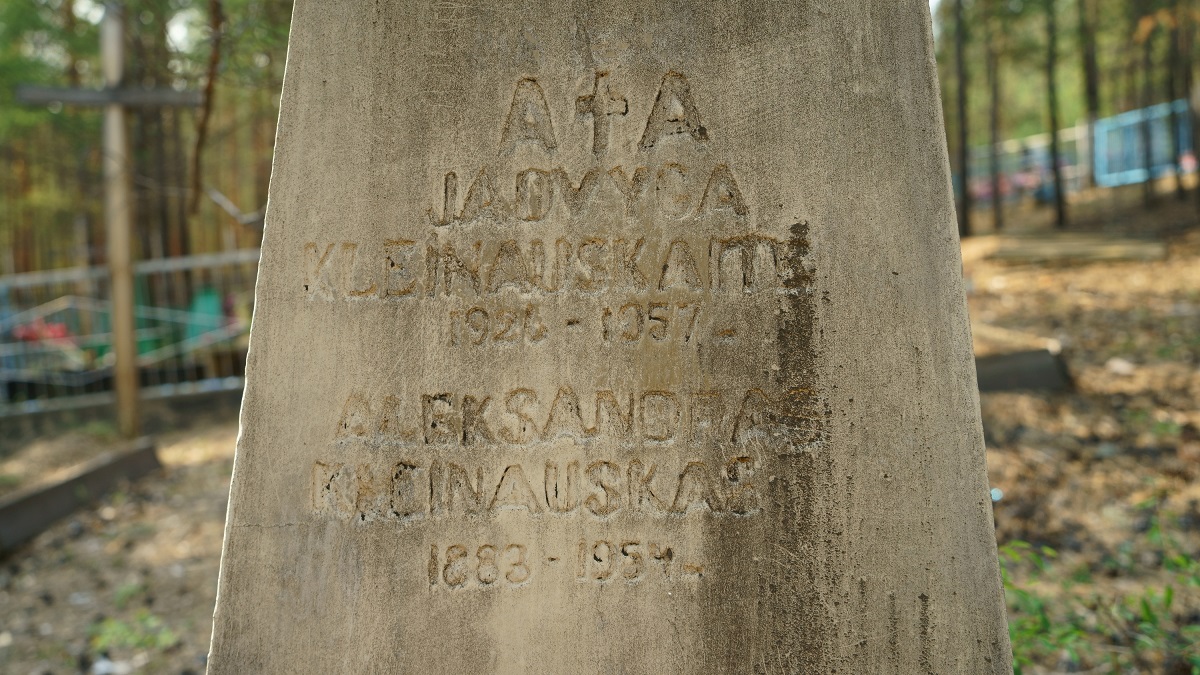 A † A
JADVYGA
KLEINAUSKAITĖ
1926 - 1957
ALEKSANDRAS
KLEINAUSKAS
1883 - 1954